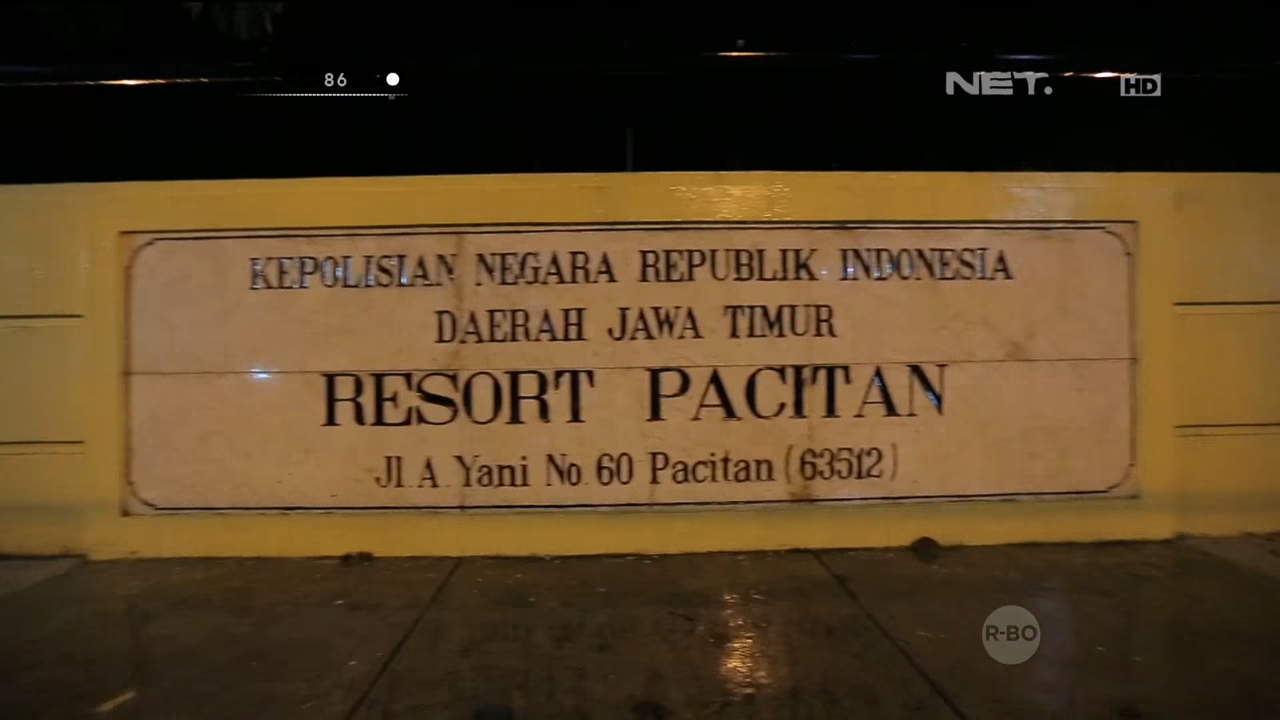 86
NET. HD
KEPOLISIAN NEGARA REPUBLIK INDONESIA
DAERAH JAWA TIMUR
RESORT PACITAN
Jl. A. Yani No. 60 Pacitan (63512)
R-BO